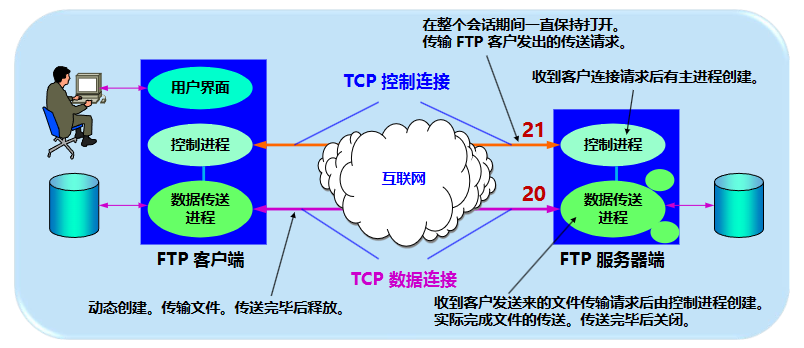 在整个会话期间一直保持打开。
传输 FTP 客户发出的传送请求。
TCP 控制连接
收到客户连接请求后有主进程创建。
用户界面
控制进程
21
控制进程
互联网
数据传送
进程
20
数据传送
进程
FTP 客户端
FTP 服务器端
TCP 数据连接
动态创建。传输文件。传送完毕后释放。
收到客户发送来的文件传输请求后由控制进程创建。
实际完成文件的传送。传送完毕后关闭。